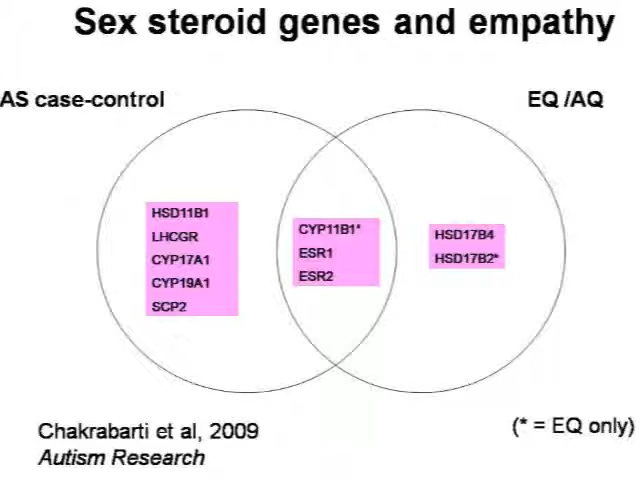 Sex steroid genes and empathy
AS case-control
EQ /AQ
HSD11B1
LHCGR
CYP17A1
CYP19A1
SCP2
CYP11B1*
ESR1
ESR2
HSD17B4
HSD17B2*
Chakrabarti et al, 2009
Autism Research
(* = EQ only)